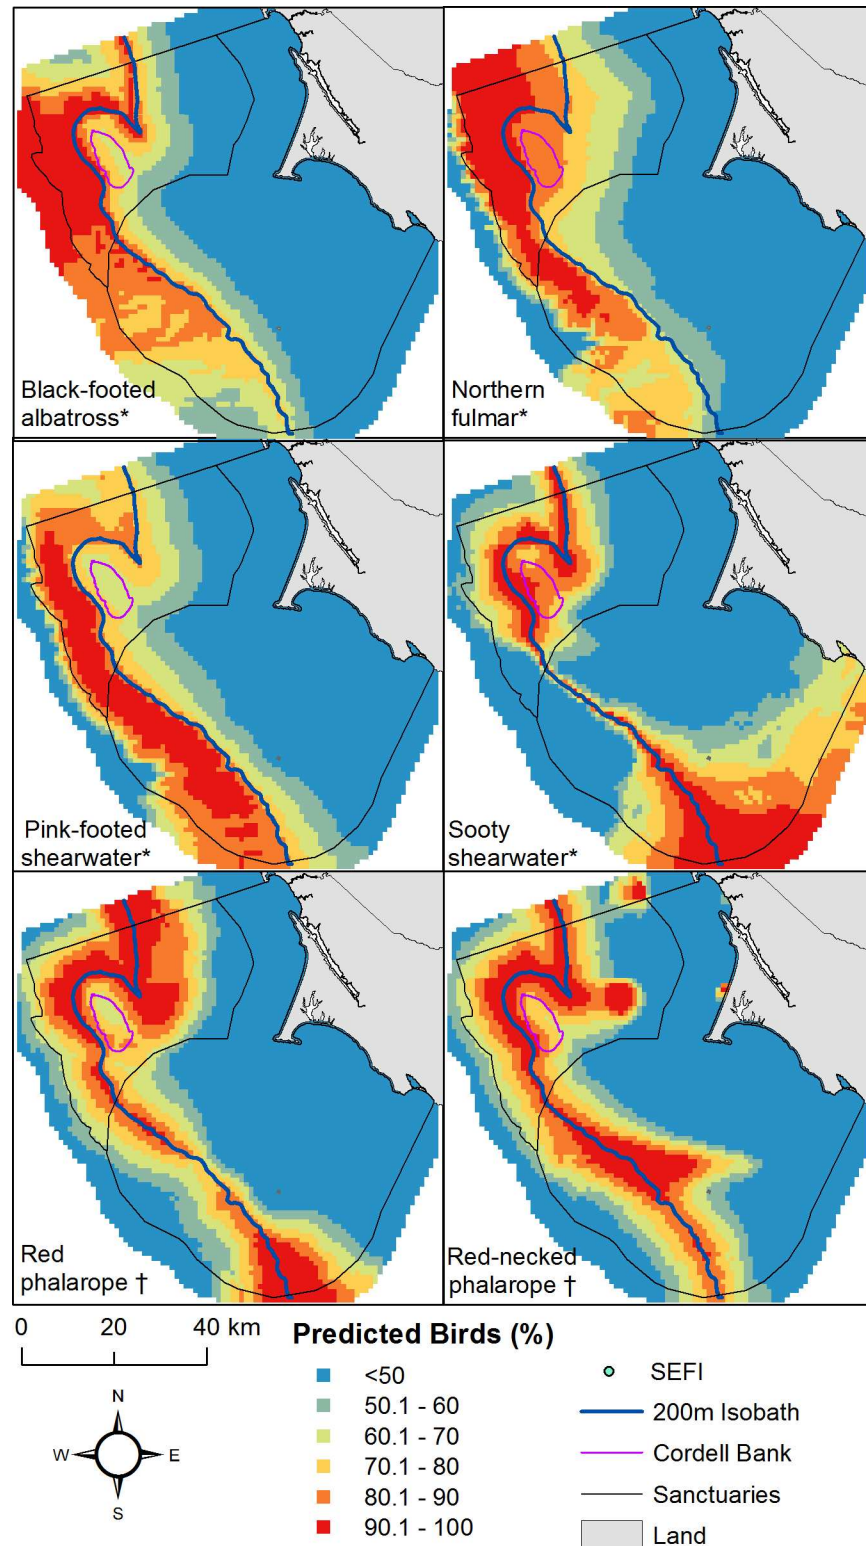 Black-footed
albatross*
Northern
fulmar*
Pink-footed
shearwater*
Sooty
shearwater*
Red
phalarope †
Red-necked
phalarope †
0 20 40 km
Predicted Birds (%)
<50
50.1 - 60
60.1 - 70
70.1 - 80
80.1 - 90
90.1 - 100
N
W E
S
SEFI
200m Isobath
Cordell Bank
Sanctuaries
Land